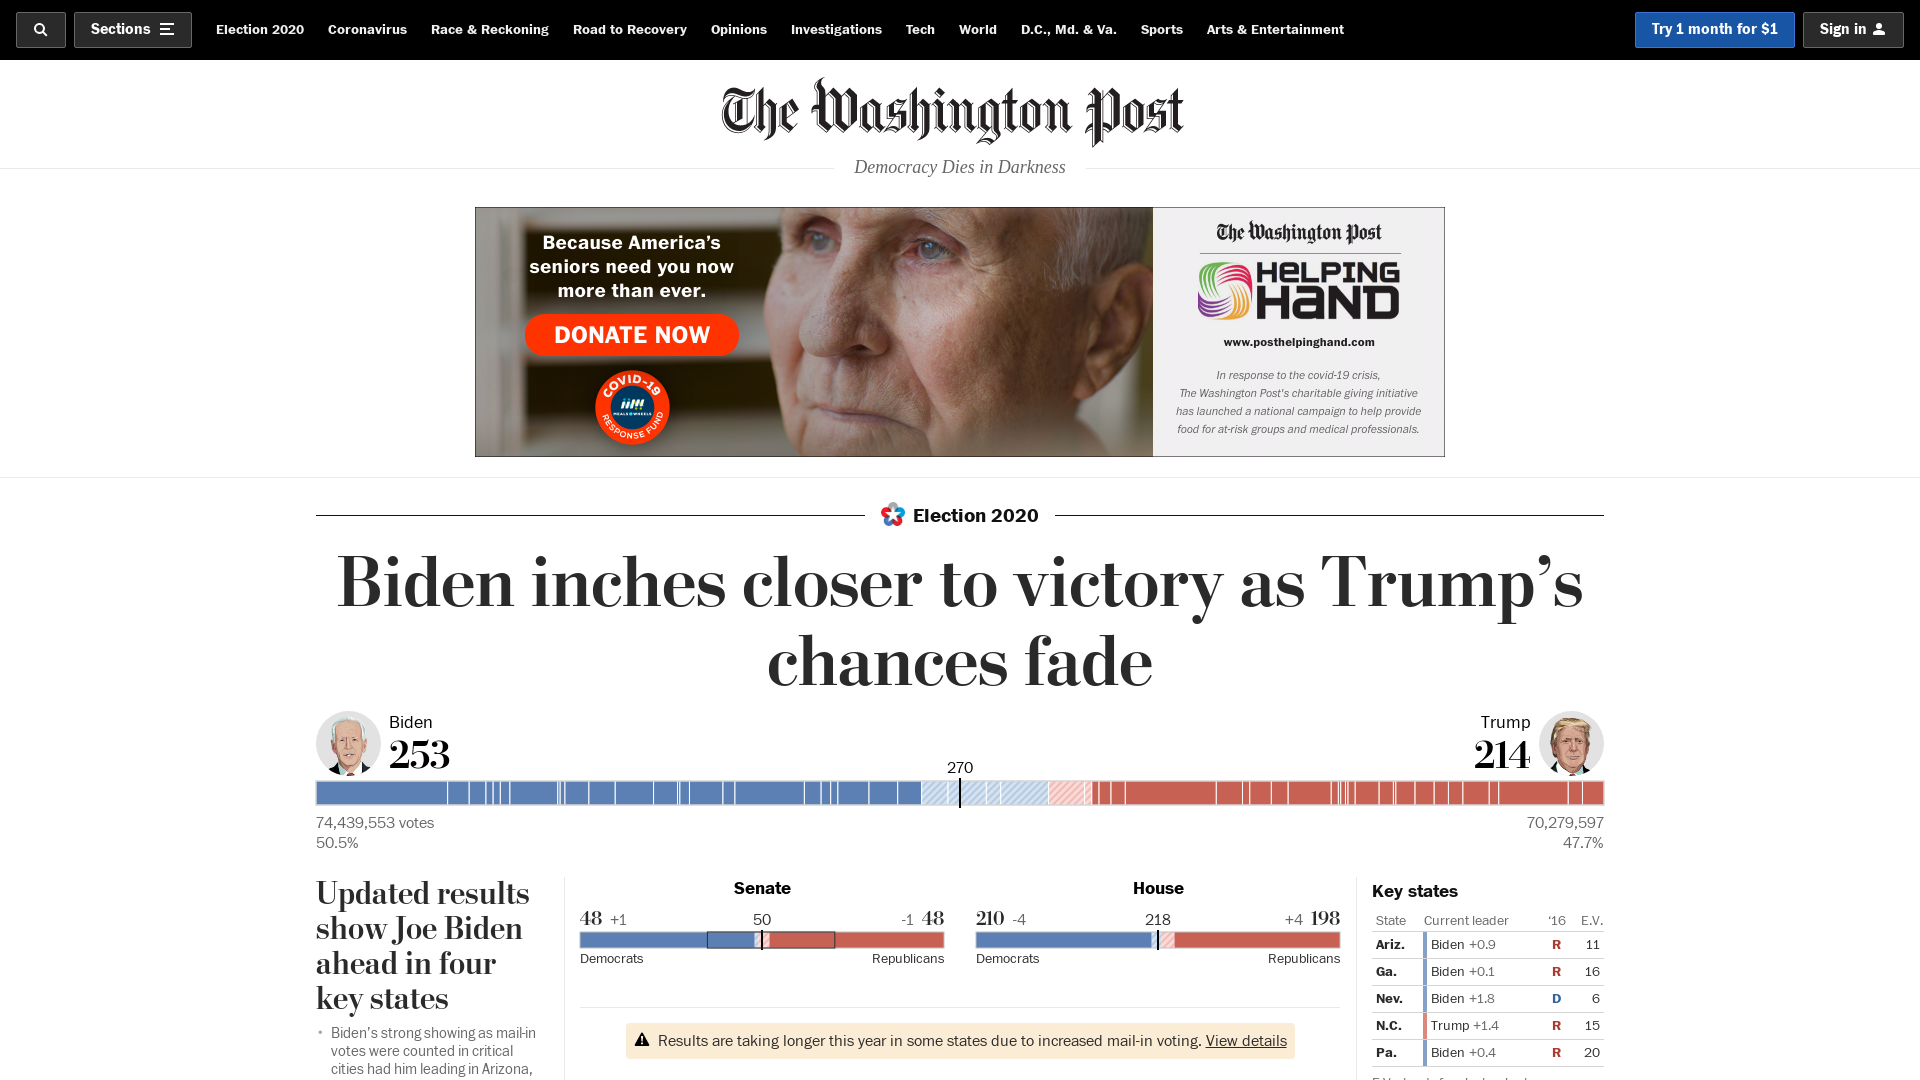 Sections
Election 2020
Coronavirus
Race & Reckoning
Road to Recovery
Opinions
Investigations
Tech
World
D.C., Md. & Va.
Sports
Arts & Entertainment
Try 1 month for $1
Sign in
The Washington Post
Democracy Dies in Darkness
Because America's
seniors need you now
more than ever.
DONATE NOW
COVID-19
MEALS ON WHEELS
RESPONSE FUND
The Washington Post
HELPING
HAND
www.posthelpinghand.com
In response to the covid-19 crisis,
The Washington Post's charitable giving initiative
has launched a national campaign to help provide
food for at-risk groups and medical professionals.
Election 2020
Biden inches closer to victory as Trump’s
chances fade
Biden
253
Trump
214
270
74,439,553 votes
50.5%
70,279,597
47.7%
Updated results
show Joe Biden
ahead in four
key states
• Biden's strong showing as mail-in
votes were counted in critical
cities had him leading in Arizona,
Senate
48 +1 50 -1 48
Democrats Republicans
House
210 -4 218 +4 198
Democrats Republicans
Results are taking longer this year in some states due to increased mail-in voting. View details
Key states
State Current leader ‘16 E.V.
Ariz. Biden +0.9 R 11
Ga. Biden +0.1 R 16
Nev. Biden +1.8 D 6
N.C. Trump +1.4 R 15
Pa. Biden +0.4 R 20